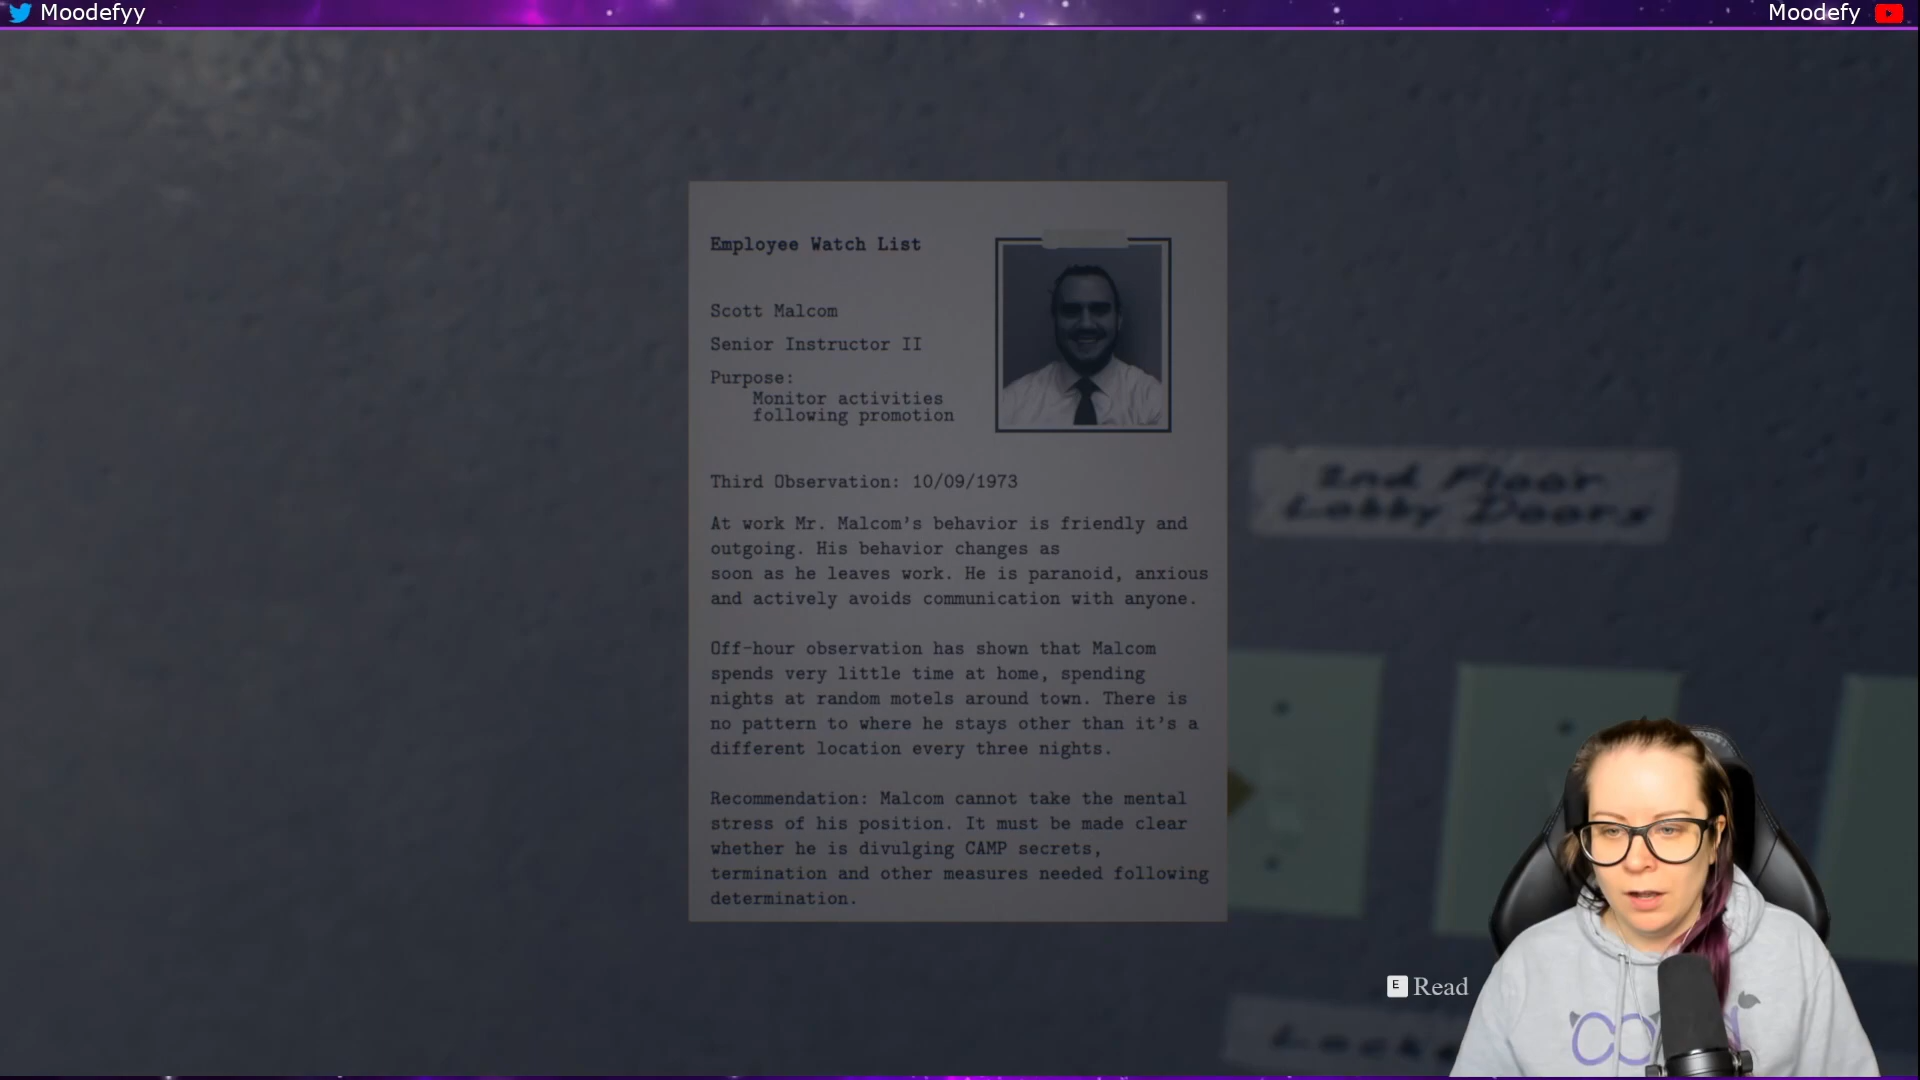 Moodefyy
Moodefy
Employee Watch List
Scott Malcom
Senior Instructor II
Purpose:
Monitor activities
following promotion
Third Observation: 10/09/1973
At work Mr. Malcom's behavior is friendly and
outgoing. His behavior changes as
soon as he leaves work. He is paranoid, anxious
and actively avoids communication with anyone.
Off-hour observation has shown that Malcom
spends very little time at home, spending
nights at random motels around town. There is
no pattern to where he stays other than it's a
different location every three nights.
Recommendation: Malcom cannot take the mental
stress of his position. It must be made clear
whether he is divulging CAMP secrets,
termination and other measures needed following
determination.
2nd Floor
Lobby Doors
E Read